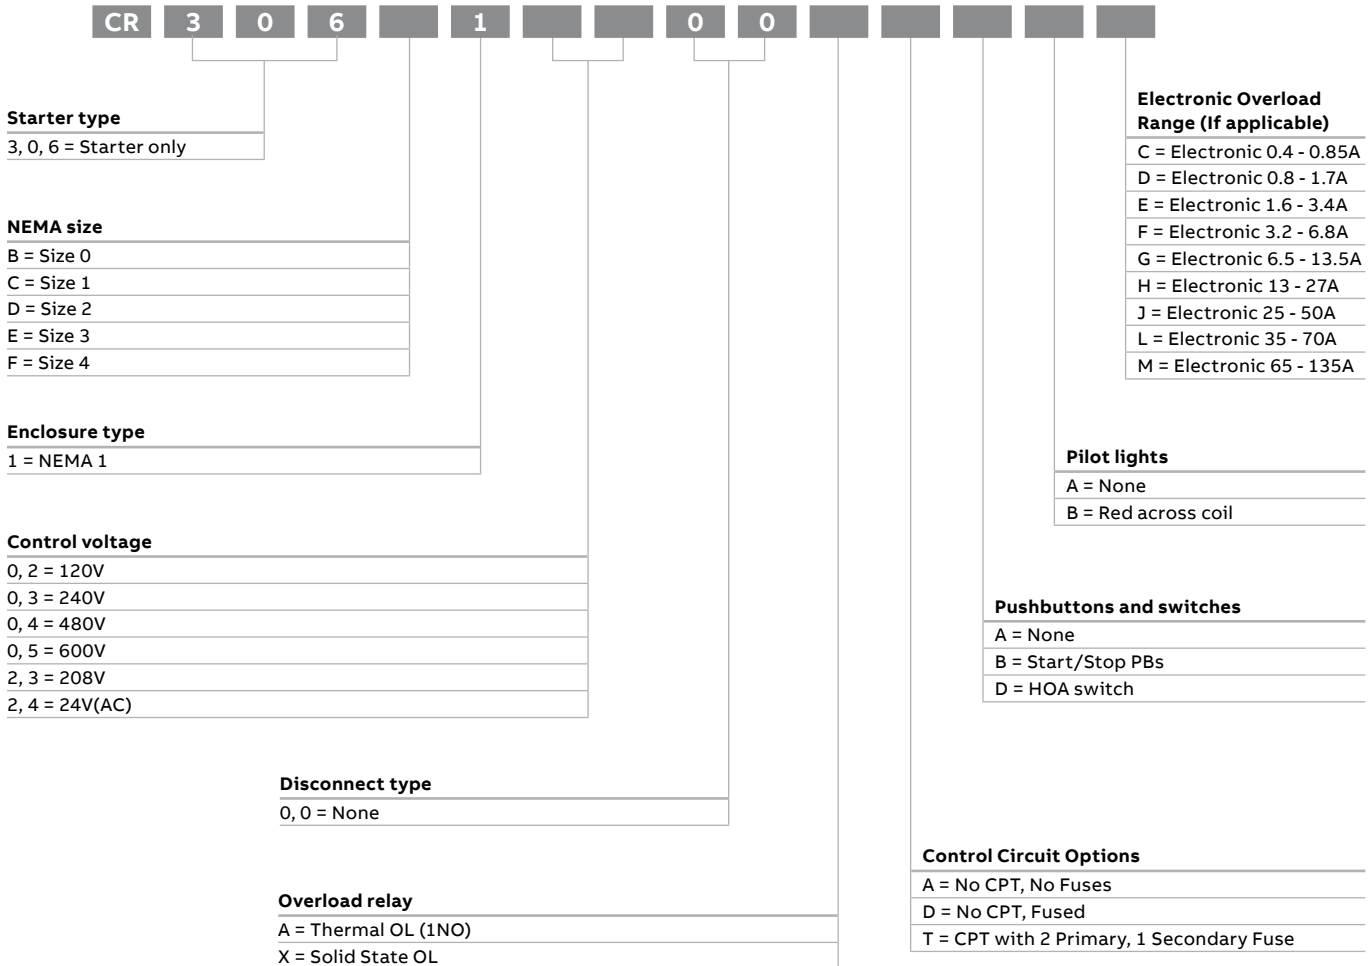 CR 3 0 6 1 0 0
Starter type
3, 0, 6 = Starter only
NEMA size
B = Size 0
C = Size 1
D = Size 2
E = Size 3
F = Size 4
Enclosure type
1 = NEMA 1
Control voltage
0, 2 = 120V
0, 3 = 240V
0, 4 = 480V
0, 5 = 600V
2, 3 = 208V
2, 4 = 24V(AC)
Disconnect type
0, 0 = None
Overload relay
A = Thermal OL (1NO)
X = Solid State OL
Electronic Overload
Range (If applicable)
C = Electronic 0.4 - 0.85A
D = Electronic 0.8 - 1.7A
E = Electronic 1.6 - 3.4A
F = Electronic 3.2 - 6.8A
G = Electronic 6.5 - 13.5A
H = Electronic 13 - 27A
J = Electronic 25 - 50A
L = Electronic 35 - 70A
M = Electronic 65 - 135A
Pilot lights
A = None
B = Red across coil
Pushbuttons and switches
A = None
B = Start/Stop PBs
D = HOA switch
Control Circuit Options
A = No CPT, No Fuses
D = No CPT, Fused
T = CPT with 2 Primary, 1 Secondary Fuse